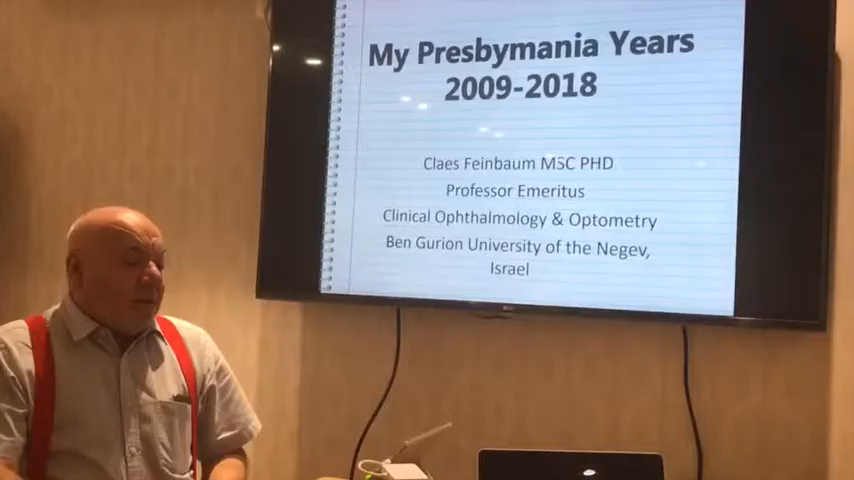 My Presbymania Years
2009-2018
Claes Feinbaum MSC PHD
Professor Emeritus
Clinical Ophthalmology & Optometry
Ben Gurion University of the Negev,
Israel